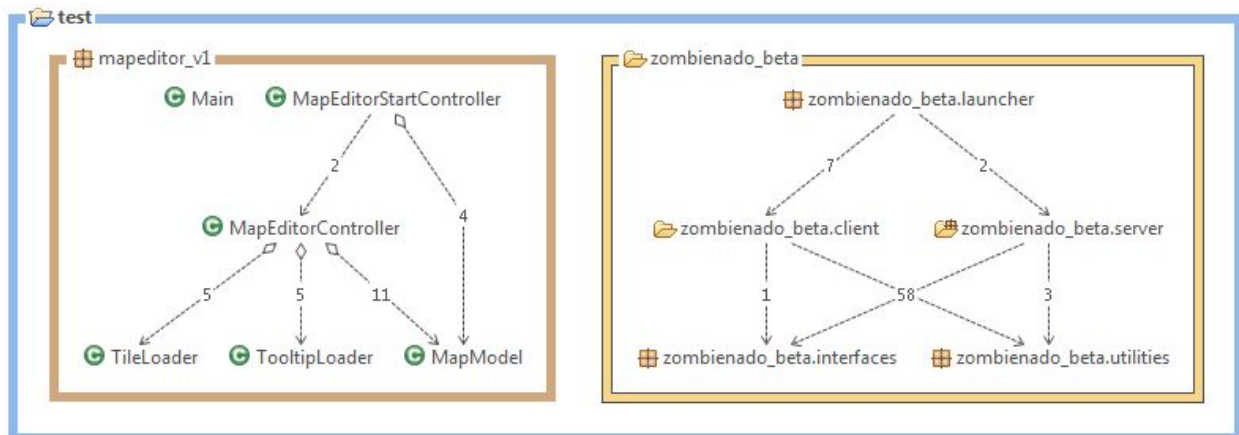 test
mapeditor_v1
zombienado_beta
Main
MapEditorStartController
zombienado_beta.launcher
2
7
2
4
MapEditorController
zombienado_beta.client
zombienado_beta.server
5
5
11
1
58
3
TileLoader
TooltipLoader
MapModel
zombienado_beta.interfaces
zombienado_beta.utilities